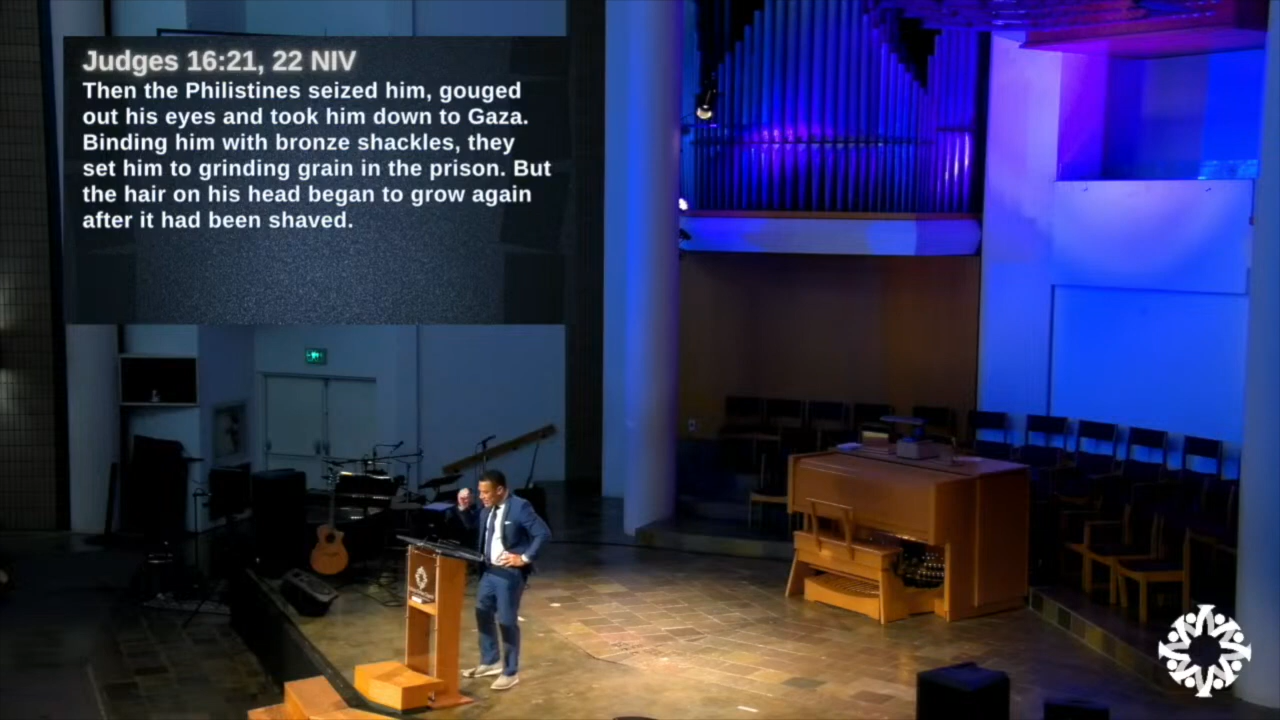 Judges 16:21, 22 NIV
Then the Philistines seized him, gouged
out his eyes and took him down to Gaza.
Binding him with bronze shackles, they
set him to grinding grain in the prison. But
the hair on his head began to grow again
after it had been shaved.